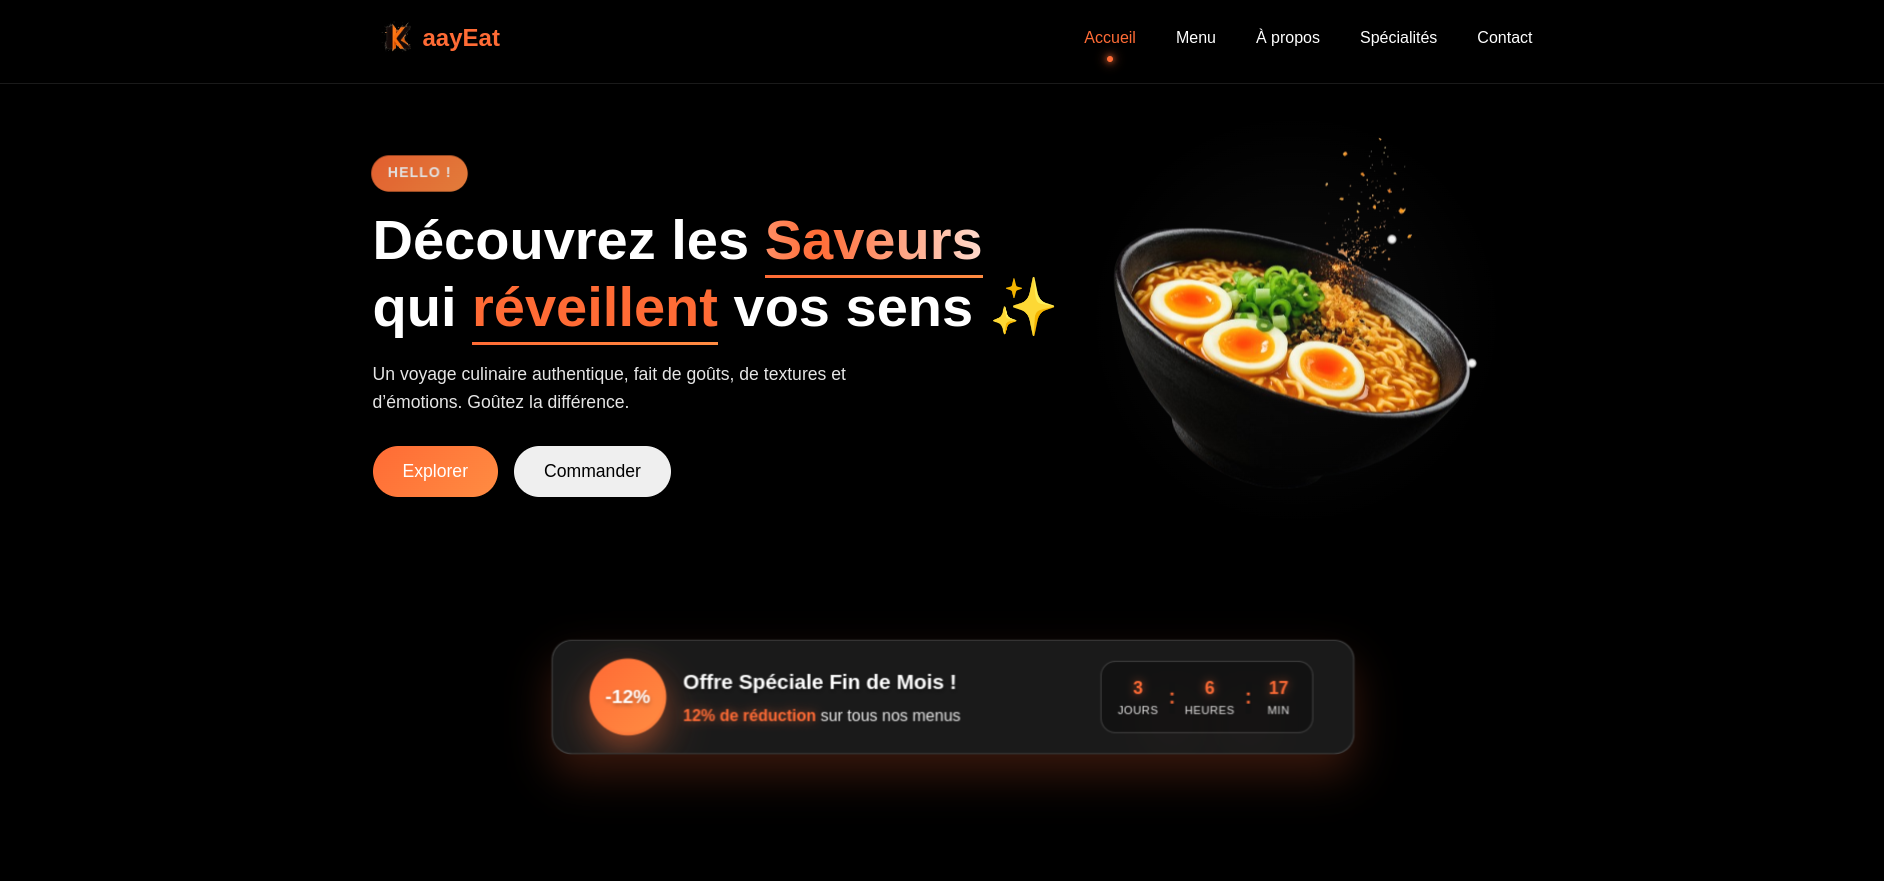 K aayEat
Accueil Menu À propos Spécialités Contact
HELLO !
Découvrez les Saveurs
qui réveillent vos sens ✨
Un voyage culinaire authentique, fait de goûts, de textures et
d’émotions. Goûtez la différence.
Explorer Commander
-12%
Offre Spéciale Fin de Mois !
12% de réduction sur tous nos menus
3 : 6 : 17
JOURS HEURES MIN